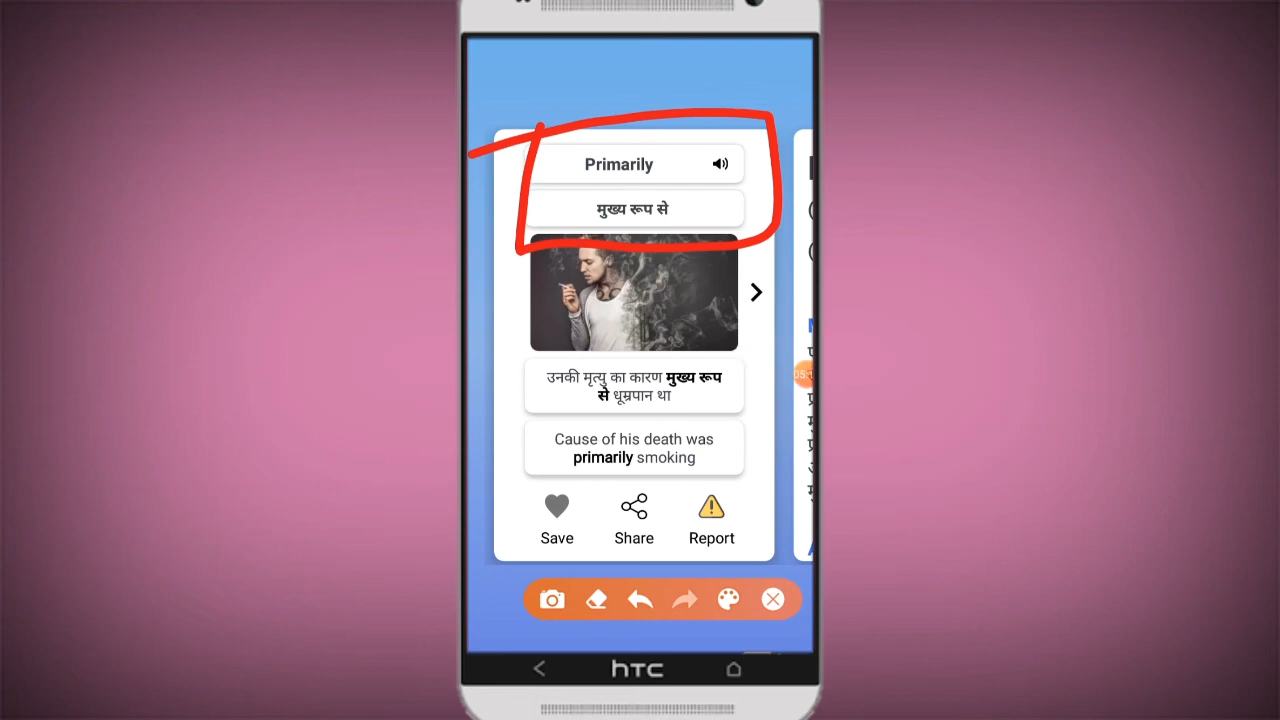 Primarily
मुख्य रूप से
उनकी मृत्यु का कारण मुख्य रूप
से धूम्रपान था
Cause of his death was
primarily smoking
Save Share Report
hTC